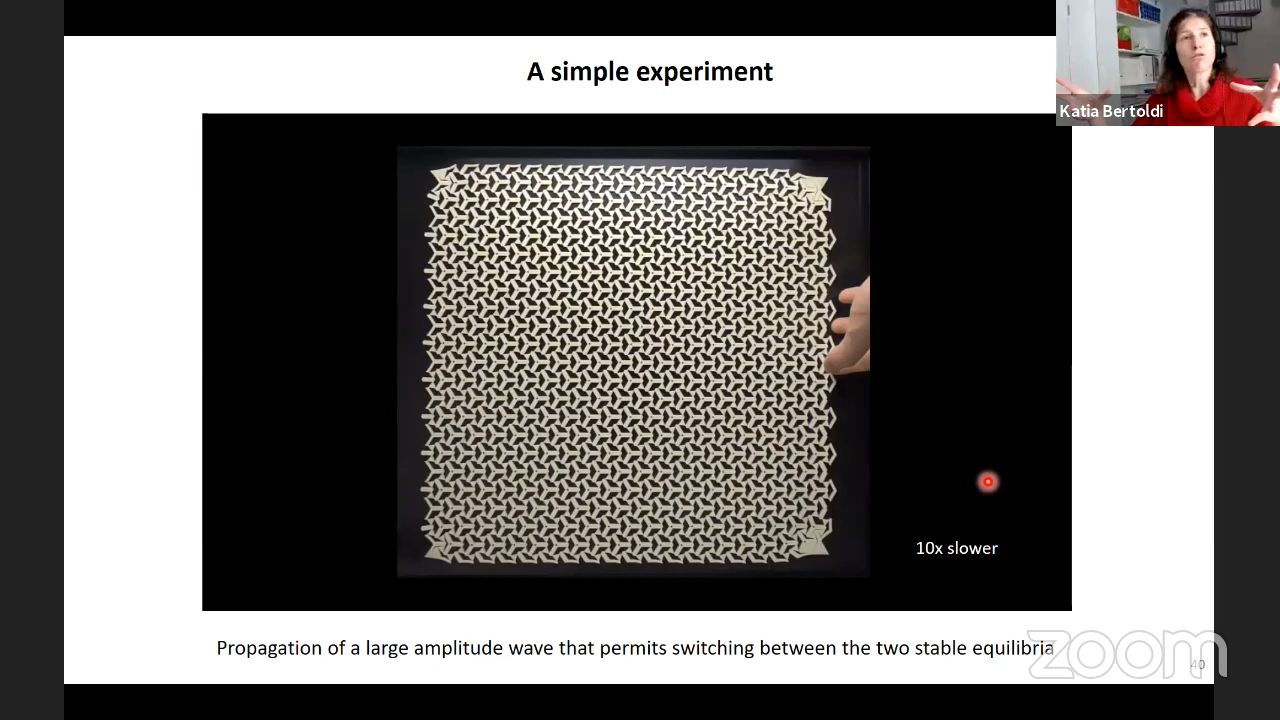 A simple experiment
Katia Bertoldi
10x slower
Propagation of a large amplitude wave that permits switching between the two stable equilibria
zoom
40